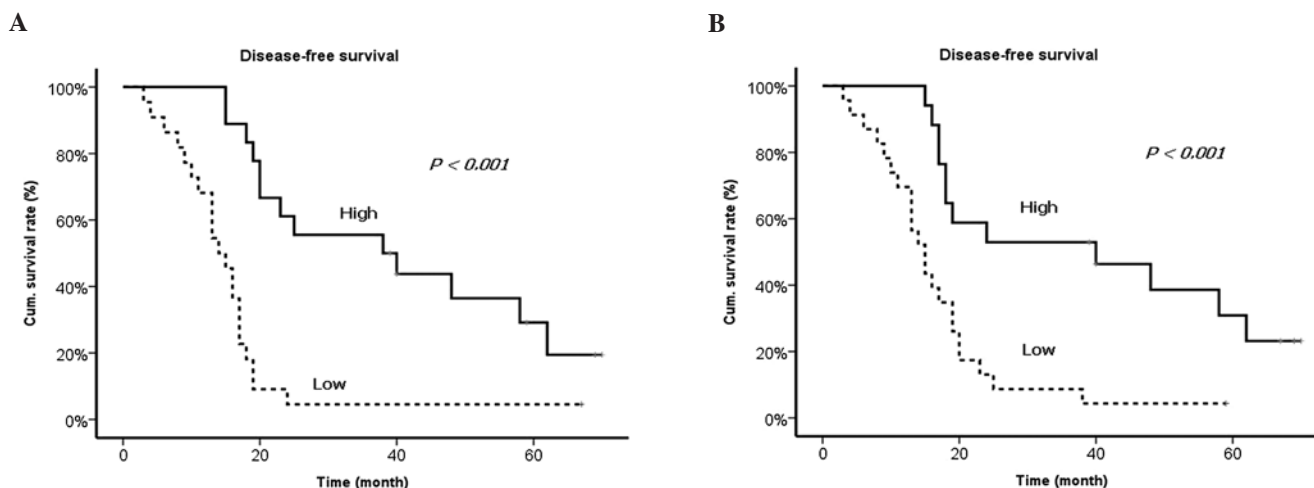 A
Disease-free survival
100%
80%
60%
40%
20%
0%
Cum. survival rate (%)
P < 0.001
High
Low
0 20 40 60
Time (month)
B
Disease-free survival
100%
80%
60%
40%
20%
0%
Cum. survival rate (%)
P < 0.001
High
Low
0 20 40 60
Time (month)